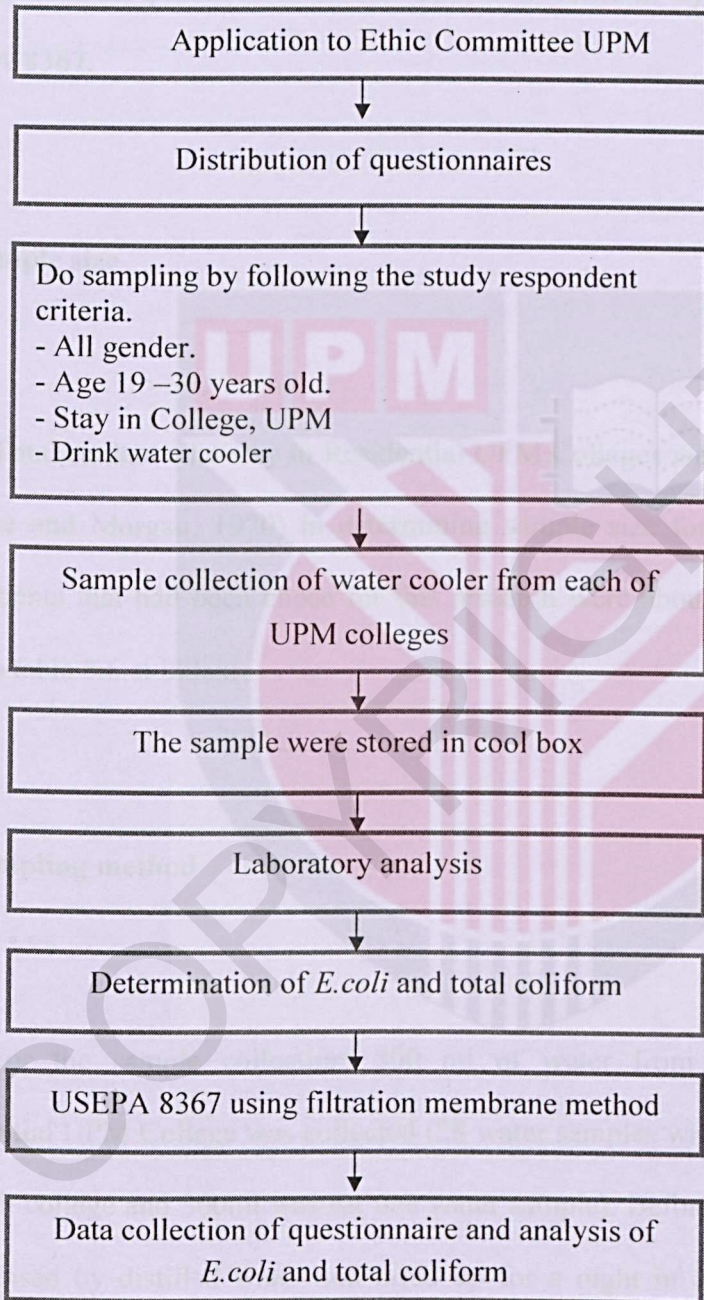 Application to Ethic Committee UPM
Distribution of questionnaires
Do sampling by following the study respondent
criteria.
- All gender.
- Age 19 –30 years old.
- Stay in College, UPM
- Drink water cooler
UPM
Sample collection of water cooler from each of
UPM colleges
The sample were stored in cool box
Laboratory analysis
Determination of E.coli and total coliform
USEPA 8367 using filtration membrane method
Data collection of questionnaire and analysis of
E.coli and total coliform
COPYRIGH